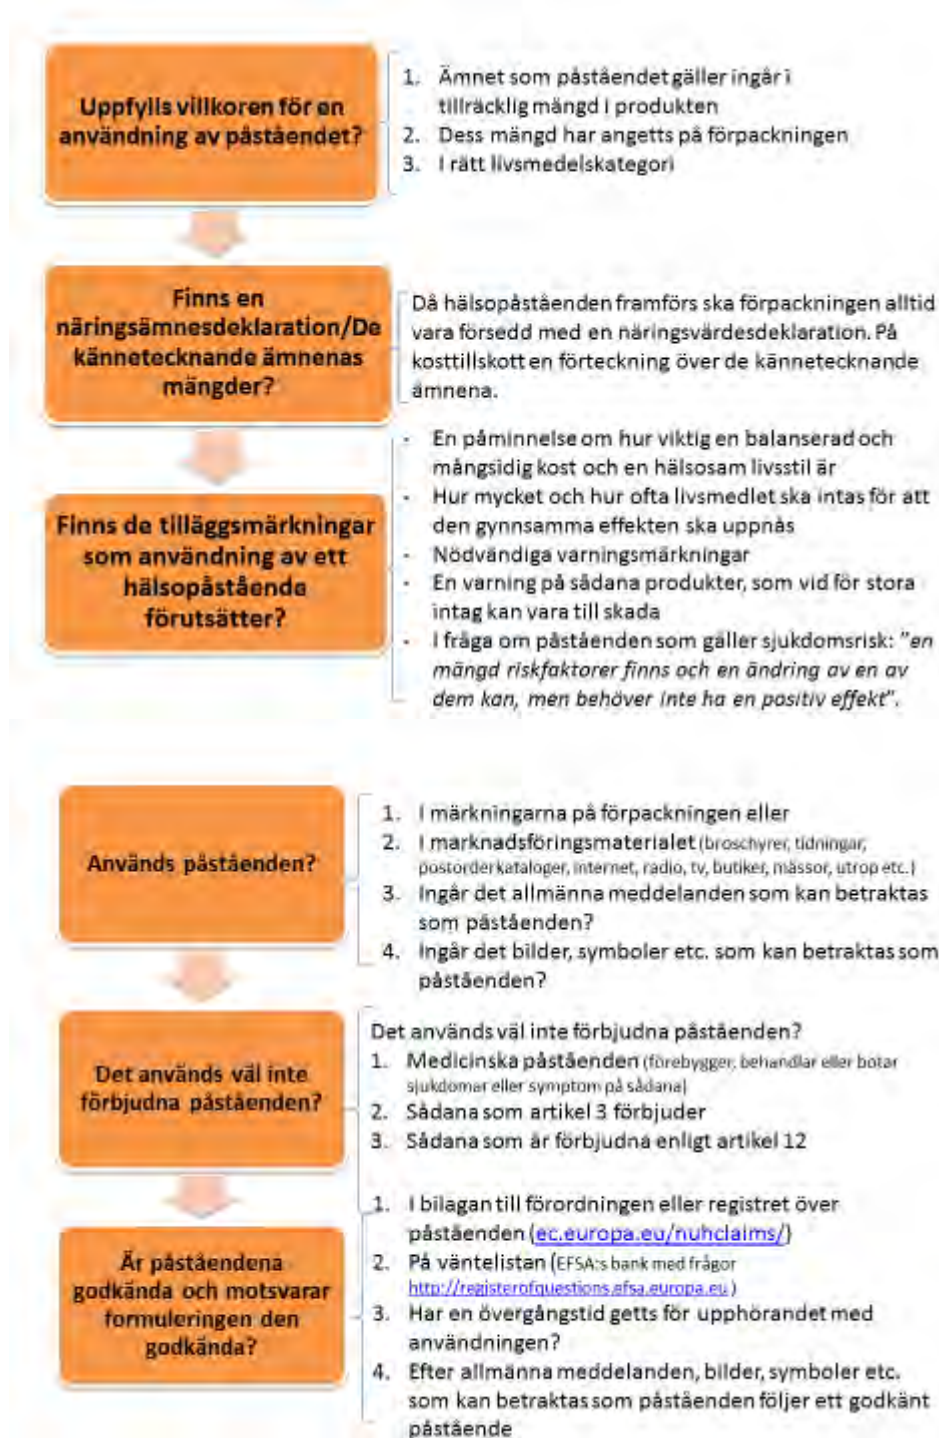 Uppfylls villkoren för en
användning av påståendet?
1. Ämnet som påståendet gäller ingår i
tillräcklig mängd i produkten
2. Dess mängd har angetts på förpackningen
3. I rätt livsmedelskategori
Finns en
näringsämnesdeklaration/De
kännetecknande ämnenas
mängder?
Då hälsopåståenden framförs ska förpackningen alltid
vara försedd med en näringsvärdesdeklaration. På
kosttillskott en förteckning över de kännetecknande
ämnena.
Finns de tilläggsmärkningar
som användning av ett
hälsopåstående
förutsätter?
- En påminnelse om hur viktig en balanserad och
mångsidig kost och en hälsosam livsstil är
- Hur mycket och hur ofta livsmedlet ska intas för att
den gynnsamma effekten ska uppnås
- Nödvändiga varningsmärkningar
- En varning på sådana produkter, som vid för stora
intag kan vara till skada
- I fråga om påståenden som gäller sjukdomsrisk: "en
mängd riskfaktorer finns och en ändring av en av
dem kan, men behöver inte ha en positiv effekt".
Används påståenden?
1. I märkningarna på förpackningen eller
2. I marknadsföringsmaterialet (broschyrer, tidningar,
postorderkataloger, internet, radio, tv, butiker, mässor, utrop etc.)
3. Ingår det allmänna meddelanden som kan betraktas
som påståenden?
4. Ingår det bilder, symboler etc. som kan betraktas som
påståenden?
Det används väl inte
förbjudna påståenden?
Det används väl inte förbjudna påståenden?
1. Medicinska påståenden (förebygger, behandlar eller botar
sjukdomar eller symptom på sådana)
2. Sådana som artikel 3 förbjuder
3. Sådana som är förbjudna enligt artikel 12
Är påståendena
godkända och motsvarar
formuleringen den
godkända?
1. I bilagan till förordningen eller registret över
påståenden (ec.europa.eu/nuhclaims/)
2. På väntelistan (EFSA:s bank med frågor
http://registerofquestions.efsa.europa.eu )
3. Har en övergångstid getts för upphörandet med
användningen?
4. Efter allmänna meddelanden, bilder, symboler etc.
som kan betraktas som påståenden följer ett godkänt
påstående